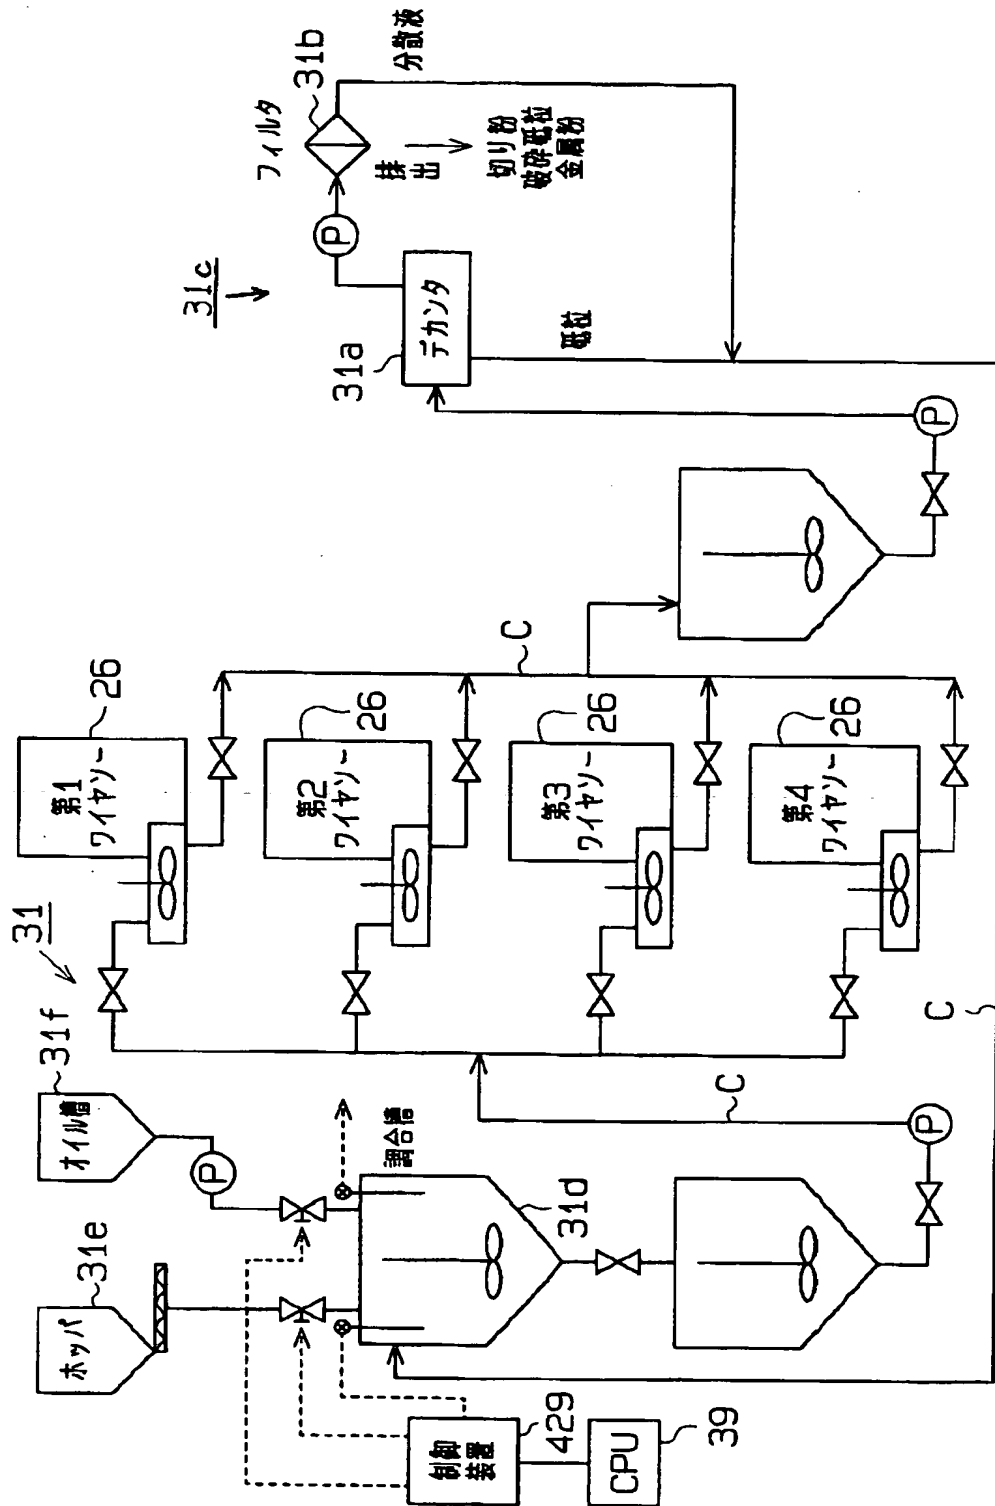 31
31c
ホッパ
31e
オイル槽
31f
調合槽
31d
制御
装置
429
CPU
39
P
P
C
第1
ワイヤソー
26
第2
ワイヤソー
26
第3
ワイヤソー
26
第4
ワイヤソー
26
C
C
P
デカンタ
31a
砥粒
P
フィルタ
31b
分散液
抹出
切り粉
破砕砥粒
金属粉